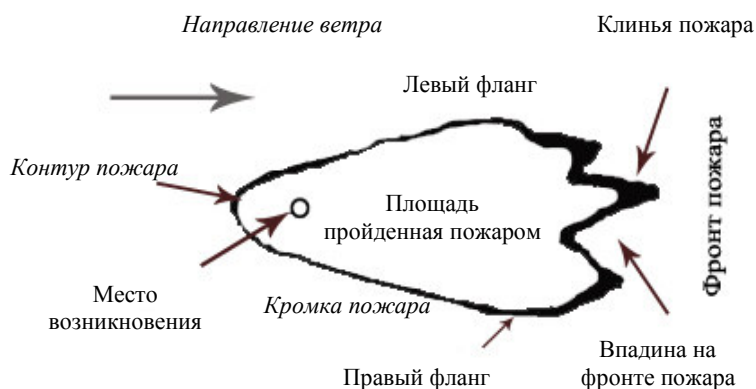 Направление ветра
Клинья пожара
Левый фланг
Контур пожара
Площадь
пройденная пожаром
Фронт пожара
Место
возникновения
Кромка пожара
Правый фланг
Впадина на
фронте пожара